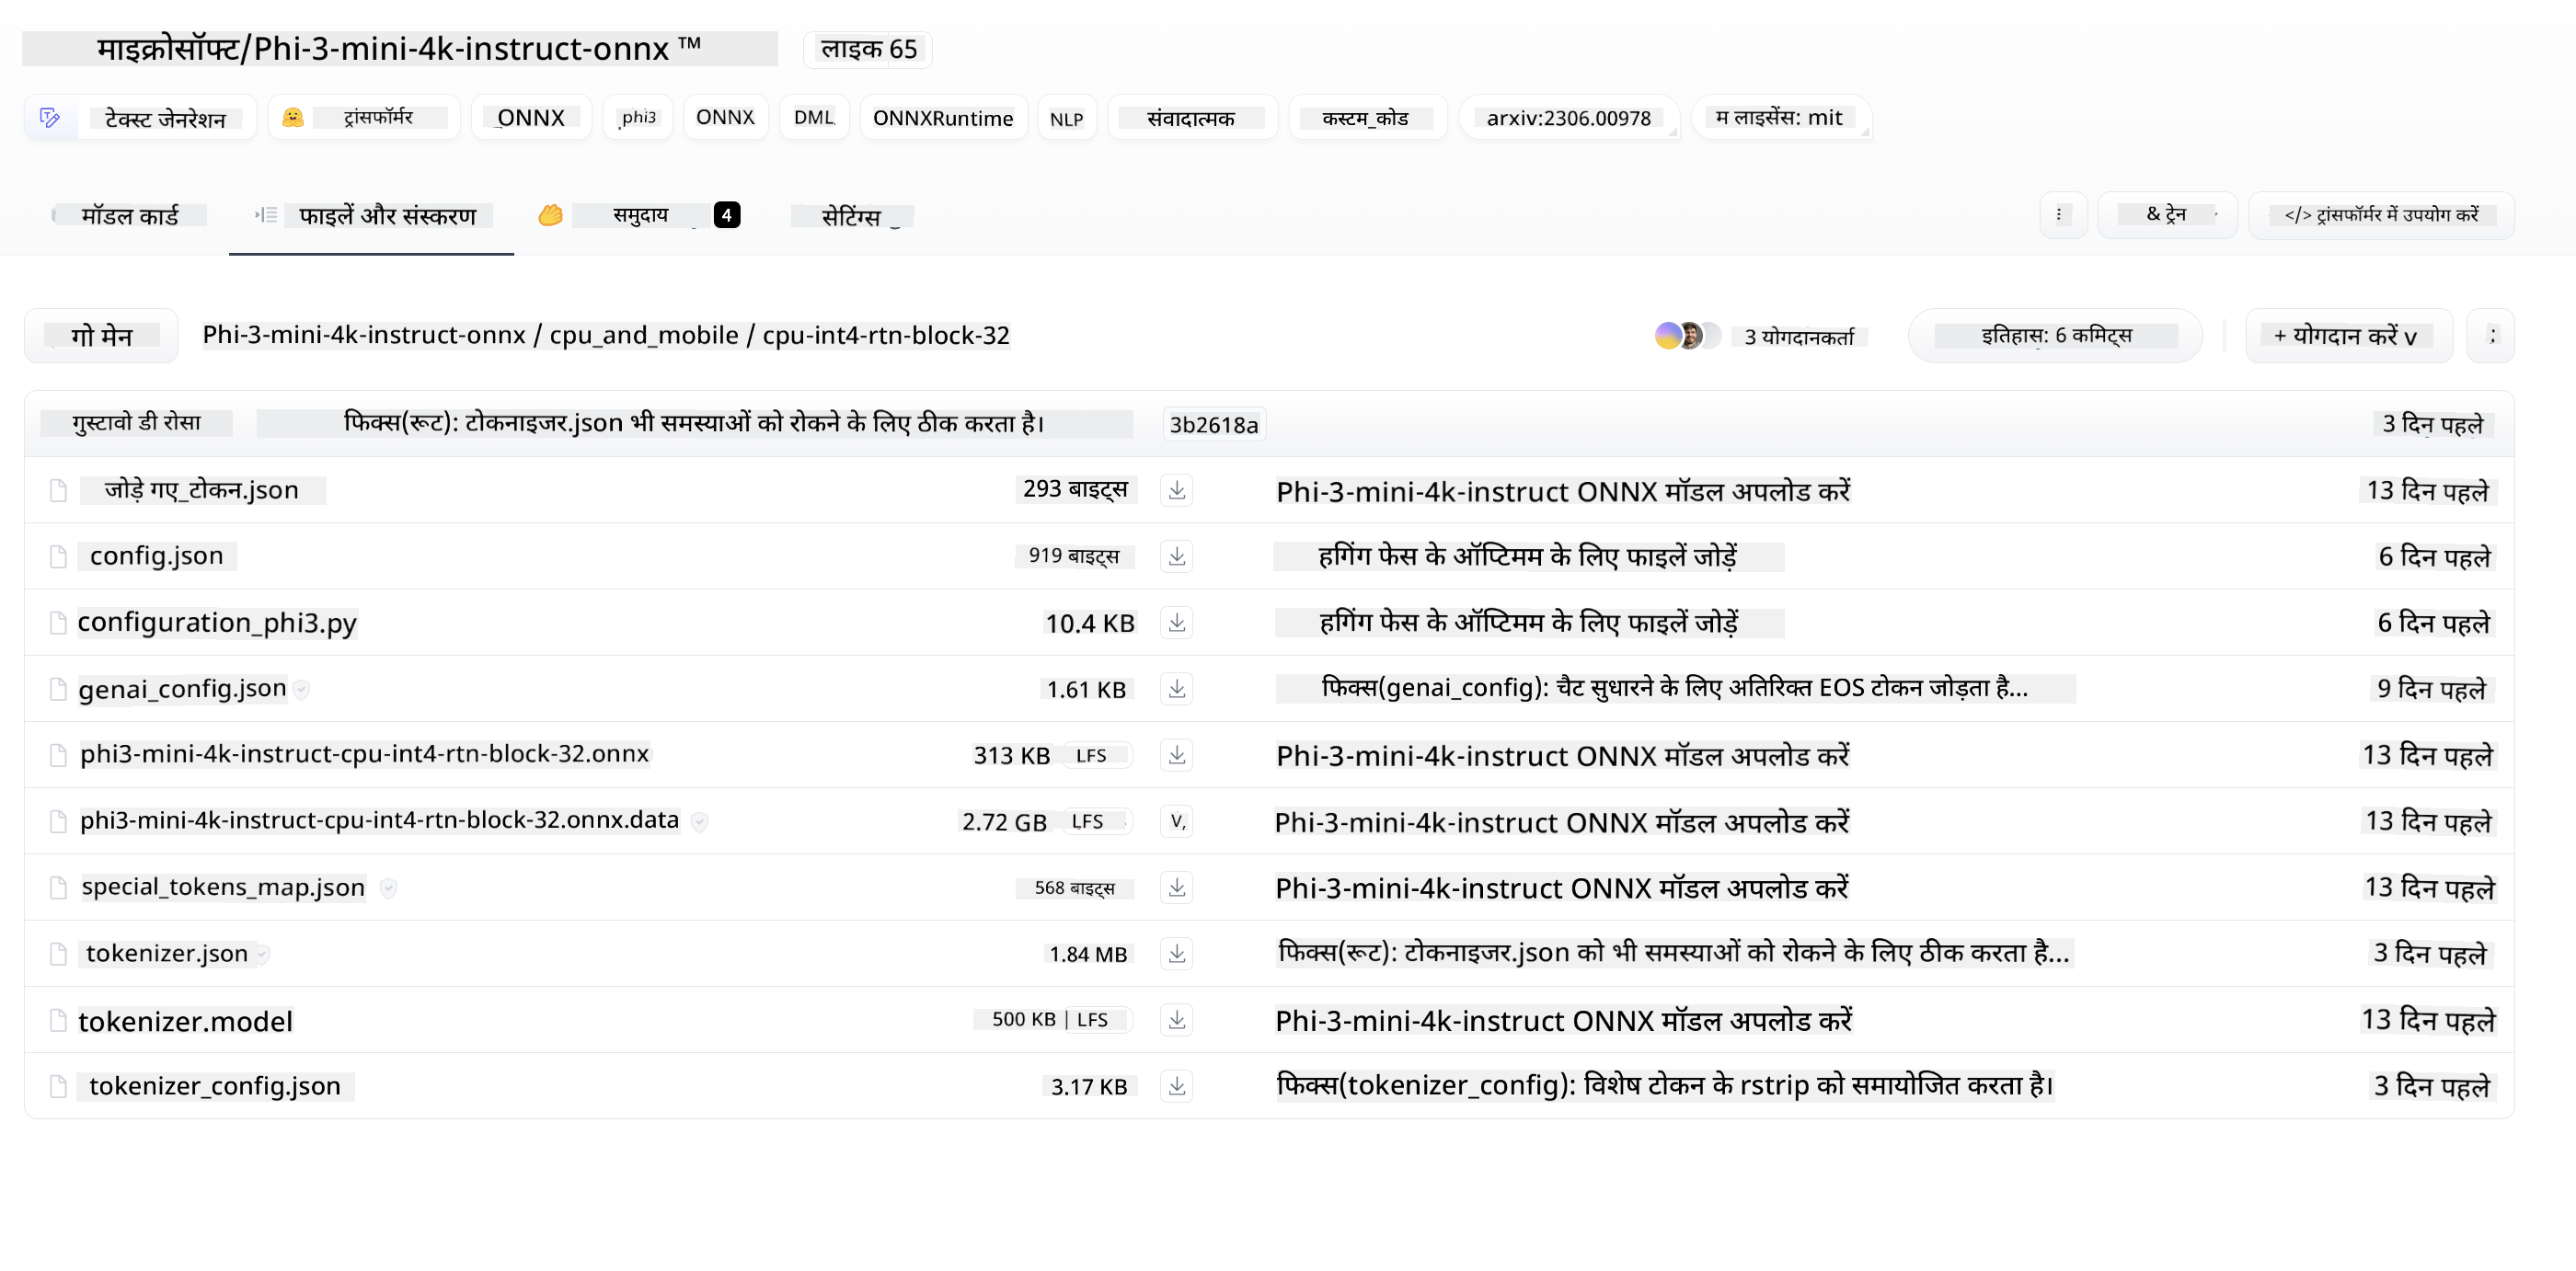 माइक्रोसॉफ्ट/Phi-3-mini-4k-instruct-onnx ™ लाइक 65
टेक्स्ट जेनरेशन ट्रांसफॉर्मर ONNX phi3 ONNX DML ONNXRuntime NLP संवादात्मक कस्टम_कोड arxiv:2306.00978 म लाइसेंस: mit
मॉडल कार्ड फाइलें और संस्करण समुदाय 4 सेटिंग्स ⋮ & ट्रेन </> ट्रांसफॉर्मर में उपयोग करें
गो मेन Phi-3-mini-4k-instruct-onnx / cpu_and_mobile / cpu-int4-rtn-block-32 3 योगदानकर्ता इतिहास: 6 कमिट्स + योगदान करें v ;
गुस्टावो डी रोसा फिक्स(रूट): टोकनाइजर.json भी समस्याओं को रोकने के लिए ठीक करता है। 3b2618a 3 दिन पहले
जोड़े गए_टोकन.json 293 बाइट्स Phi-3-mini-4k-instruct ONNX मॉडल अपलोड करें 13 दिन पहले
config.json 919 बाइट्स हगिंग फेस के ऑप्टिमम के लिए फाइलें जोड़ें 6 दिन पहले
configuration_phi3.py 10.4 KB हगिंग फेस के ऑप्टिमम के लिए फाइलें जोड़ें 6 दिन पहले
genai_config.json 1.61 KB फिक्स(genai_config): चैट सुधारने के लिए अतिरिक्त EOS टोकन जोड़ता है... 9 दिन पहले
phi3-mini-4k-instruct-cpu-int4-rtn-block-32.onnx 313 KB LFS Phi-3-mini-4k-instruct ONNX मॉडल अपलोड करें 13 दिन पहले
phi3-mini-4k-instruct-cpu-int4-rtn-block-32.onnx.data 2.72 GB LFS V, Phi-3-mini-4k-instruct ONNX मॉडल अपलोड करें 13 दिन पहले
special_tokens_map.json 568 बाइट्स Phi-3-mini-4k-instruct ONNX मॉडल अपलोड करें 13 दिन पहले
tokenizer.json 1.84 MB फिक्स(रूट): टोकनाइजर.json को भी समस्याओं को रोकने के लिए ठीक करता है... 3 दिन पहले
tokenizer.model 500 KB | LFS Phi-3-mini-4k-instruct ONNX मॉडल अपलोड करें 13 दिन पहले
tokenizer_config.json 3.17 KB फिक्स(tokenizer_config): विशेष टोकन के rstrip को समायोजित करता है। 3 दिन पहले